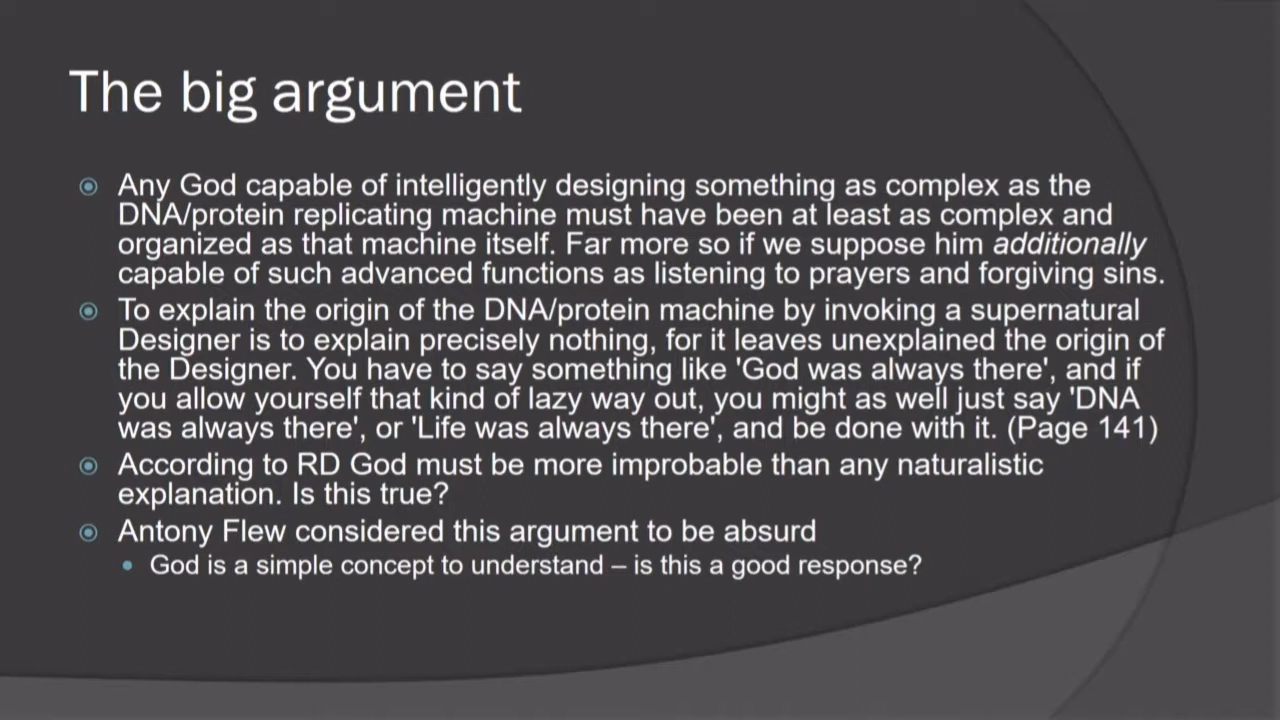 The big argument
Any God capable of intelligently designing something as complex as the
DNA/protein replicating machine must have been at least as complex and
organized as that machine itself. Far more so if we suppose him additionally
capable of such advanced functions as listening to prayers and forgiving sins.
To explain the origin of the DNA/protein machine by invoking a supernatural
Designer is to explain precisely nothing, for it leaves unexplained the origin of
the Designer. You have to say something like 'God was always there', and if
you allow yourself that kind of lazy way out, you might as well just say 'DNA
was always there', or 'Life was always there', and be done with it. (Page 141)
According to RD God must be more improbable than any naturalistic
explanation. Is this true?
Antony Flew considered this argument to be absurd
God is a simple concept to understand – is this a good response?